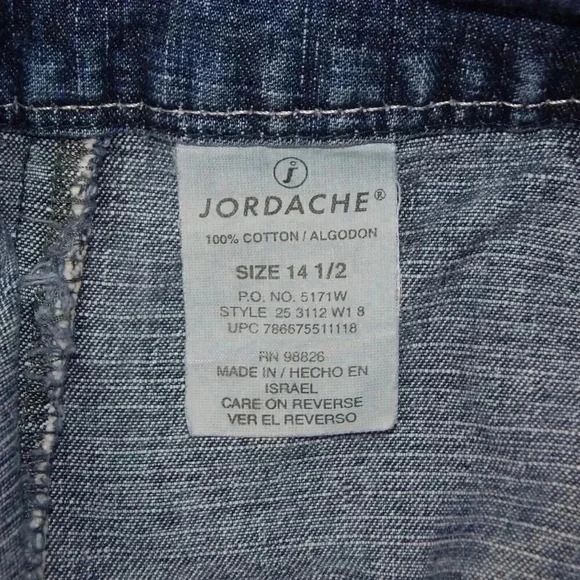 J
JORDACHE®
100% COTTON / ALGODON
SIZE 14 1/2
P.O. NO. 5171W
STYLE 25 3112 W1 8
UPC 786675511118
RN 98826
MADE IN / HECHO EN
ISRAEL
CARE ON REVERSE
VER EL REVERSO